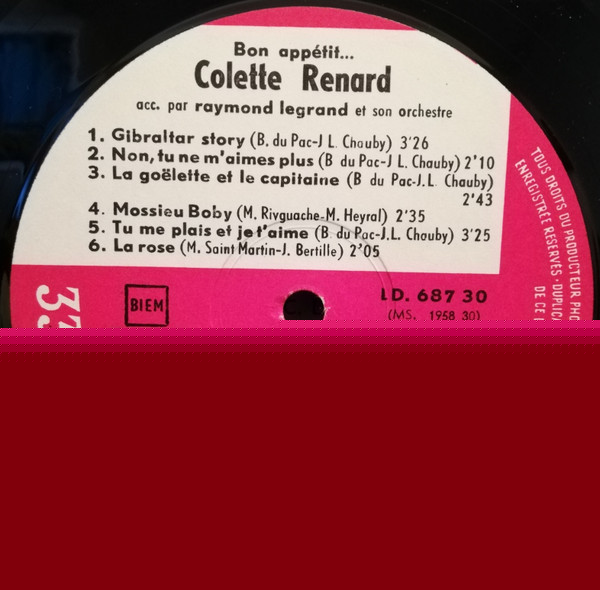 Bon appétit...
Colette Renard
acc. par raymond legrand et son orchestre
1. Gibraltar story (B. du Pac-J L. Chauby) 3'26
2. Non, tu ne m'aimes plus (B du Pac-J L. Chauby) 2'10
3. La goëlette et le capitaine (B du Pac-J.L. Chauby)
2'43
4. Mossieu Boby (M. Rivguache-M. Heyral) 2'35
5. Tu me plais et je t'aime (B du Pac-J.L. Chouby) 3'25
6. La rose (M. Saint Martin-J. Bertille) 2'05
BIEM
LD. 687 30
(MS. 1958 30)
33
TOUS DROITS DU PRODUCTEUR
ENREGISTRÉE RESERVES -
DE